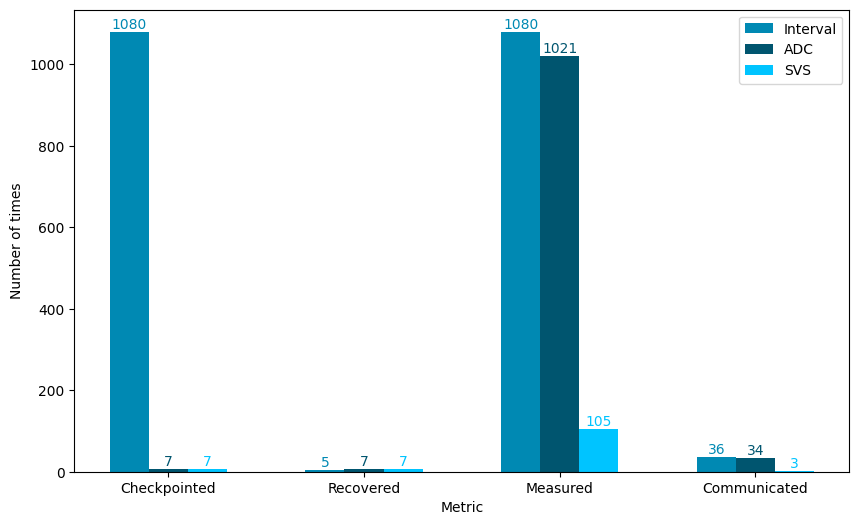 1080
1080
Interval
ADC
SVS
1021
1000
800
Number of times
600
400
200
105
36
34
7
7
5
7
7
3
0
Checkpointed
Recovered
Measured
Communicated
Metric